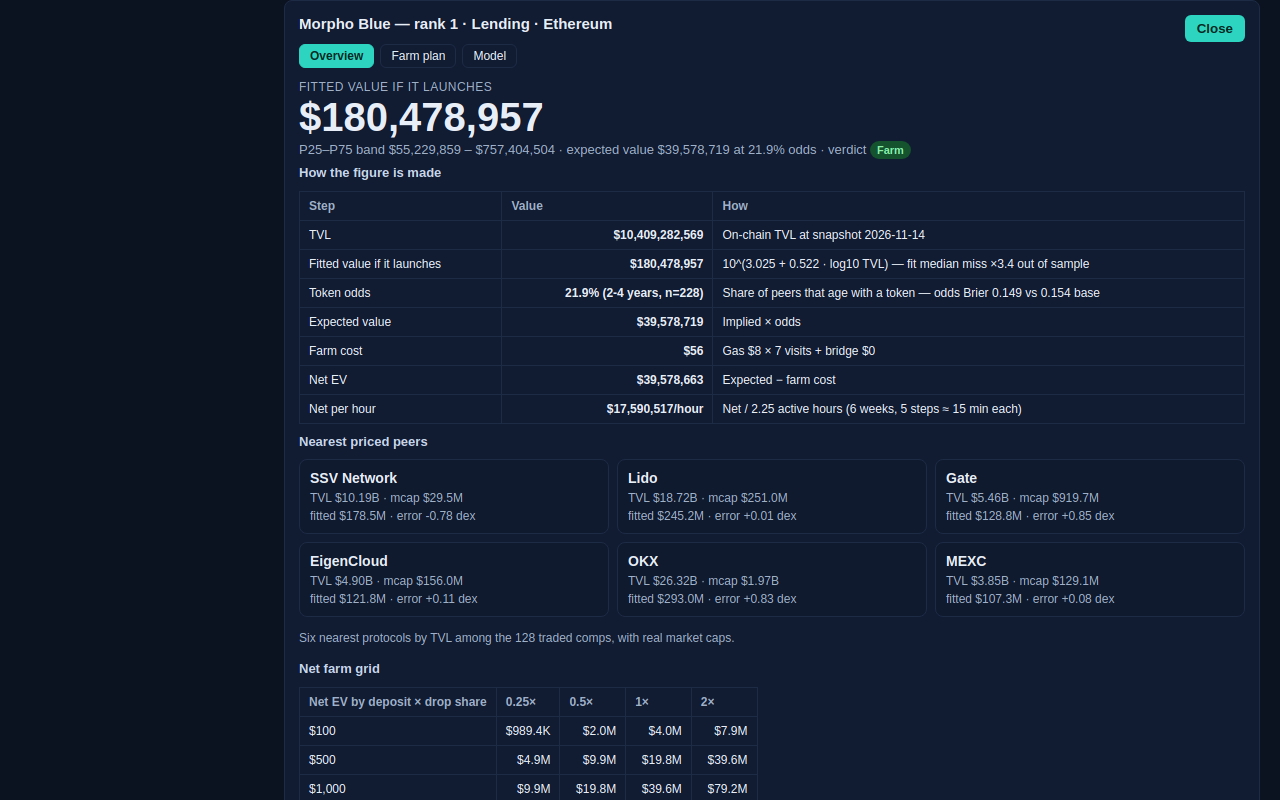 Morpho Blue — rank 1 · Lending · Ethereum
Close
Overview
Farm plan
Model
FITTED VALUE IF IT LAUNCHES
$180,478,957
P25–P75 band $55,229,859 – $757,404,504 · expected value $39,578,719 at 21.9% odds · verdict Farm
How the figure is made
Step Value How
TVL $10,409,282,569 On-chain TVL at snapshot 2026-11-14
Fitted value if it launches $180,478,957 10^(3.025 + 0.522 · log10 TVL) — fit median miss ×3.4 out of sample
Token odds 21.9% (2-4 years, n=228) Share of peers that age with a token — odds Brier 0.149 vs 0.154 base
Expected value $39,578,719 Implied × odds
Farm cost $56 Gas $8 × 7 visits + bridge $0
Net EV $39,578,663 Expected − farm cost
Net per hour $17,590,517/hour Net / 2.25 active hours (6 weeks, 5 steps ≈ 15 min each)
Nearest priced peers
SSV Network
TVL $10.19B · mcap $29.5M
fitted $178.5M · error -0.78 dex
Lido
TVL $18.72B · mcap $251.0M
fitted $245.2M · error +0.01 dex
Gate
TVL $5.46B · mcap $919.7M
fitted $128.8M · error +0.85 dex
EigenCloud
TVL $4.90B · mcap $156.0M
fitted $121.8M · error +0.11 dex
OKX
TVL $26.32B · mcap $1.97B
fitted $293.0M · error +0.83 dex
MEXC
TVL $3.85B · mcap $129.1M
fitted $107.3M · error +0.08 dex
Six nearest protocols by TVL among the 128 traded comps, with real market caps.
Net farm grid
Net EV by deposit × drop share 0.25× 0.5× 1× 2×
$100 $989.4K $2.0M $4.0M $7.9M
$500 $4.9M $9.9M $19.8M $39.6M
$1,000 $9.9M $19.8M $39.6M $79.2M